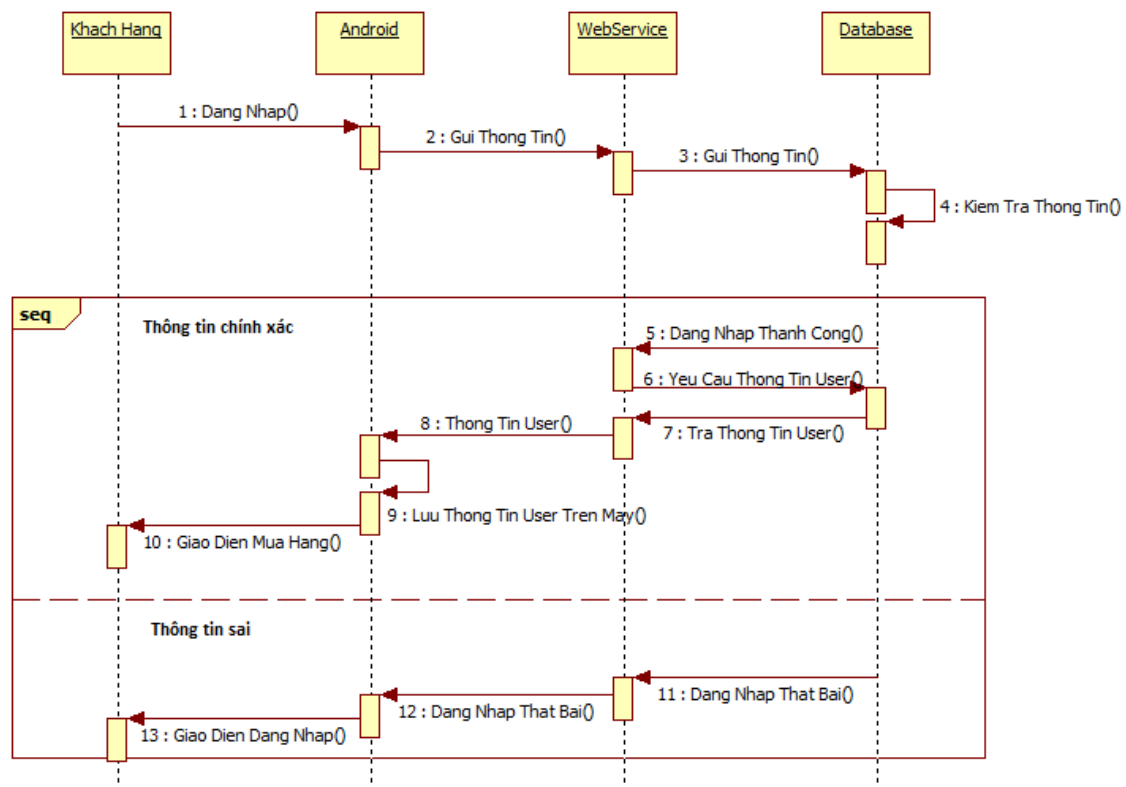 Khach Hang
Android
WebService
Database
1 : Dang Nhap()
2 : Gui Thong Tin()
3 : Gui Thong Tin()
4 : Kiem Tra Thong Tin()
seq
Thông tin chính xác
5 : Dang Nhap Thanh Cong()
6 : Yeu Cau Thong Tin User()
7 : Tra Thong Tin User()
8 : Thong Tin User()
9 : Luu Thong Tin User Tren May()
10 : Giao Dien Mua Hang()
Thông tin sai
11 : Dang Nhap That Bai()
12 : Dang Nhap That Bai()
13 : Giao Dien Dang Nhap()